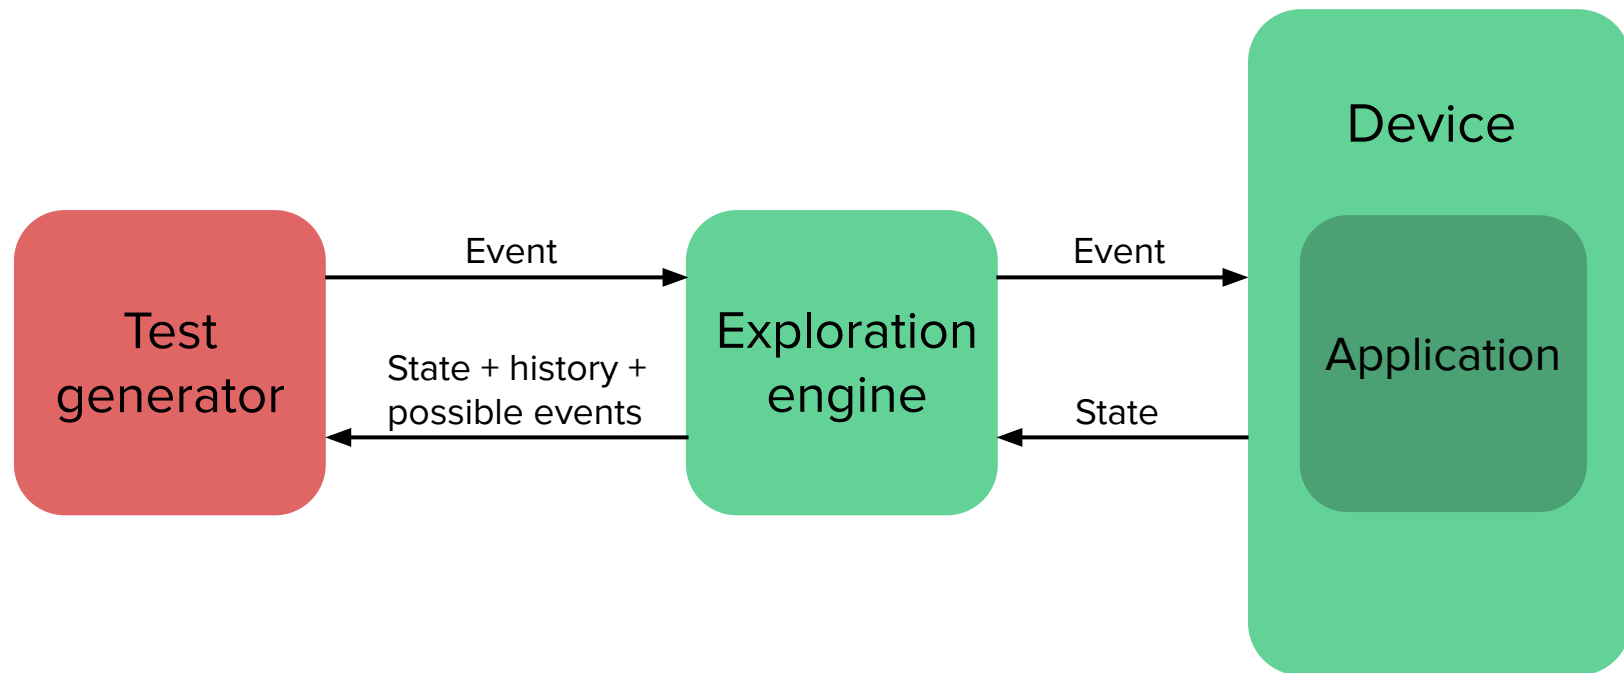 Test
generator
Event
State + history +
possible events
Exploration
engine
Event
State
Device
Application